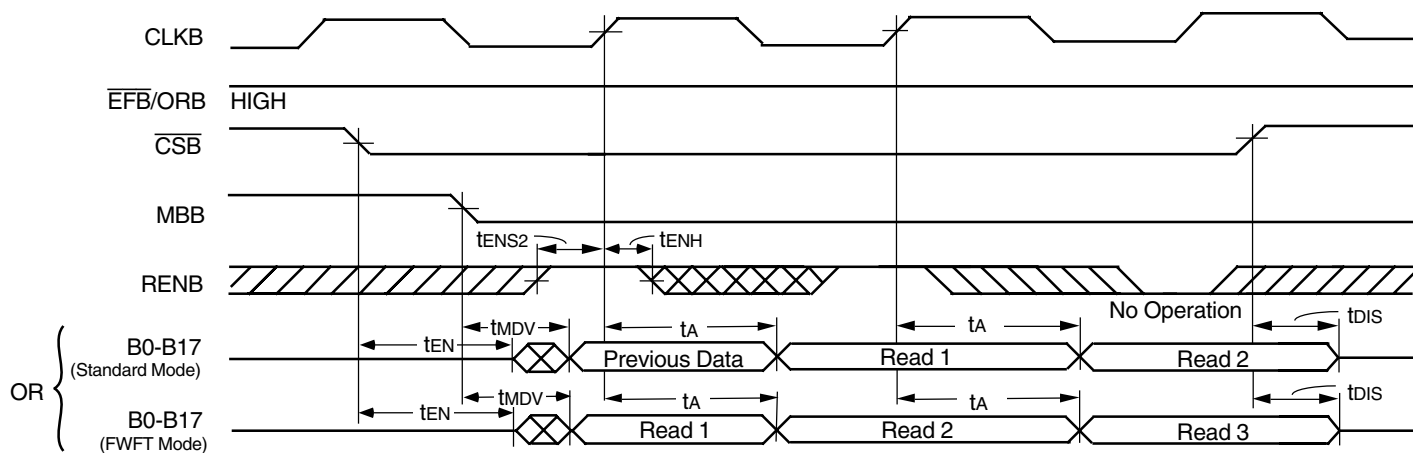 CLKB
EFB/ORB HIGH
CSB
MBB
tENS2 tENH
RENB
No Operation
tMDV tA tA tDIS
tEN
B0-B17 Previous Data Read 1 Read 2
(Standard Mode)
OR
tMDV tA tA tDIS
tEN
B0-B17 Read 1 Read 2 Read 3
(FWFT Mode)